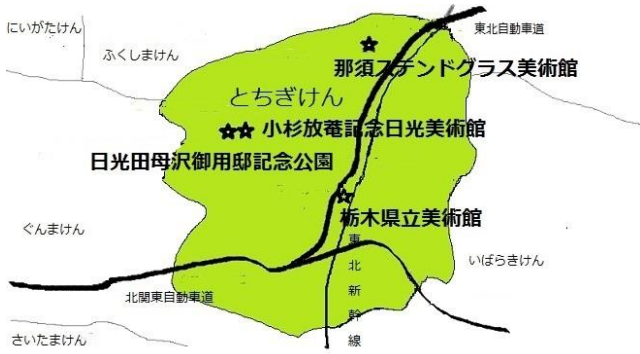 にいがたけん
東北自動車道
ふくしまけん
那須ステンドグラス美術館
とちぎけん
小杉放菴記念日光美術館
日光田母沢御用邸記念公園
栃木県立美術館
ぐんまけん
東北新幹線
いばらきけん
北関東自動車道
さいたまけん